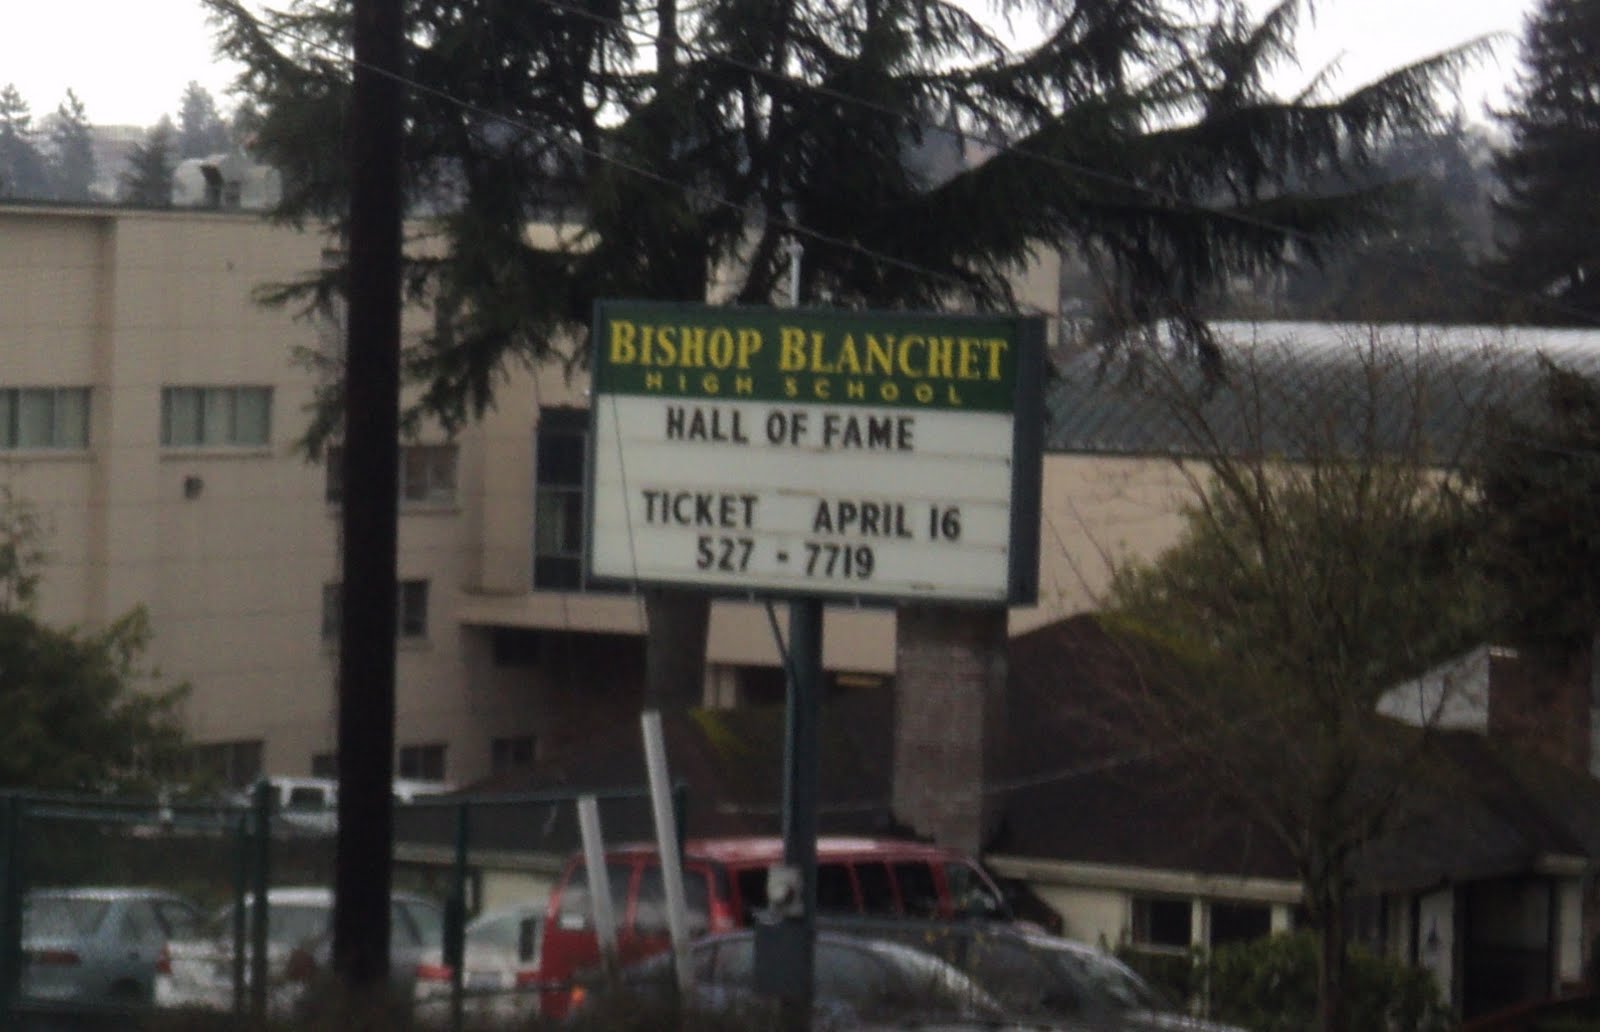 BISHOP BLANCHET
HIGH SCHOOL
HALL OF FAME
TICKET APRIL 16
527 - 7719